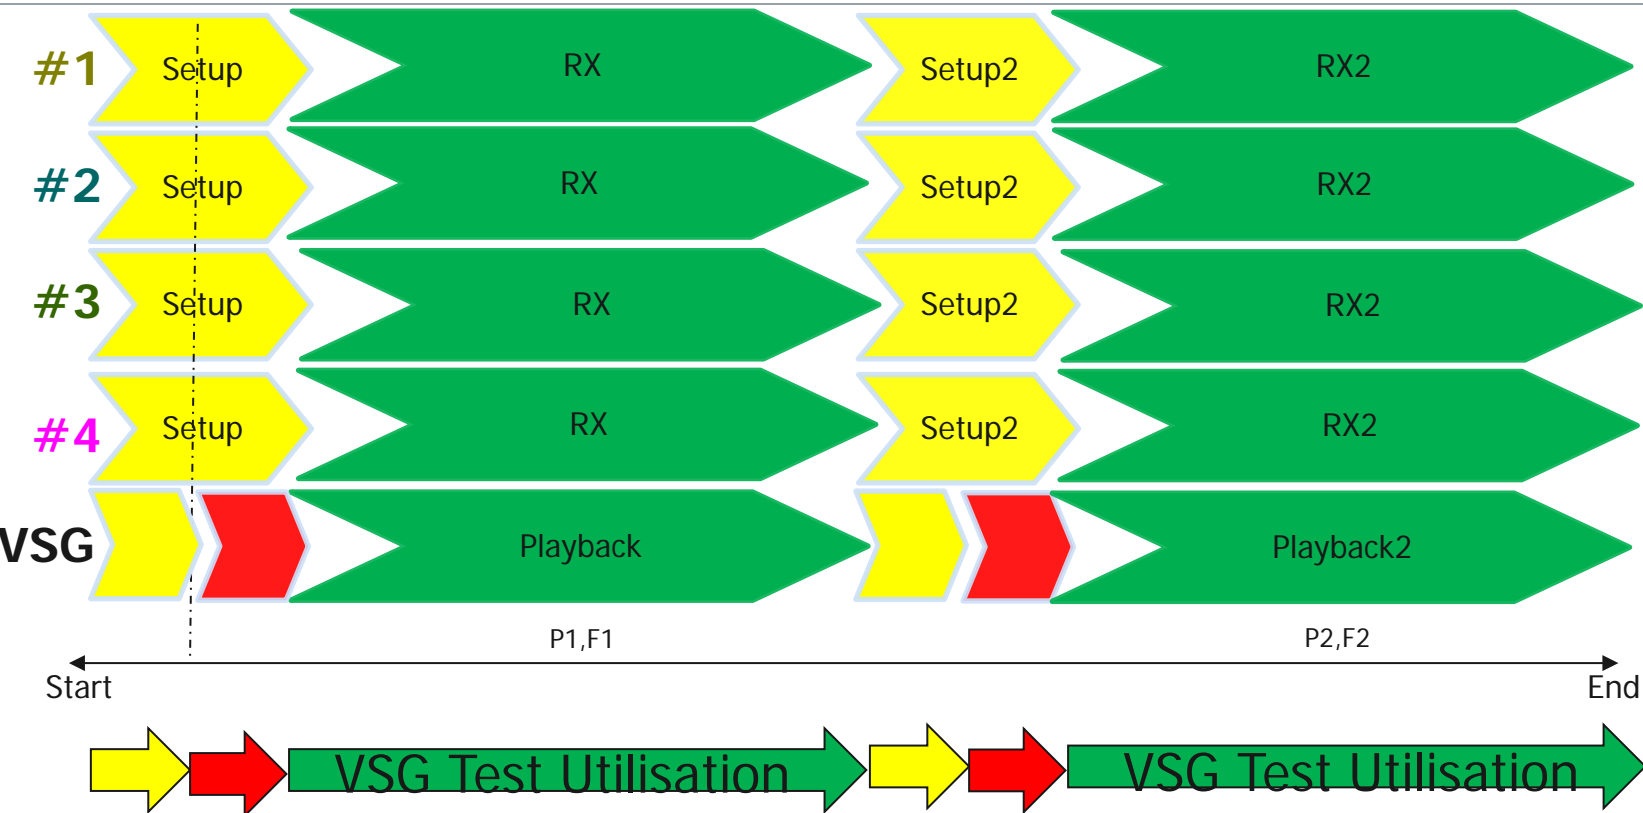 #1 Setup RX Setup2 RX2
#2 Setup RX Setup2 RX2
#3 Setup RX Setup2 RX2
#4 Setup RX Setup2 RX2
VSG Playback Playback2
P1,F1 P2,F2
Start End
VSG Test Utilisation VSG Test Utilisation